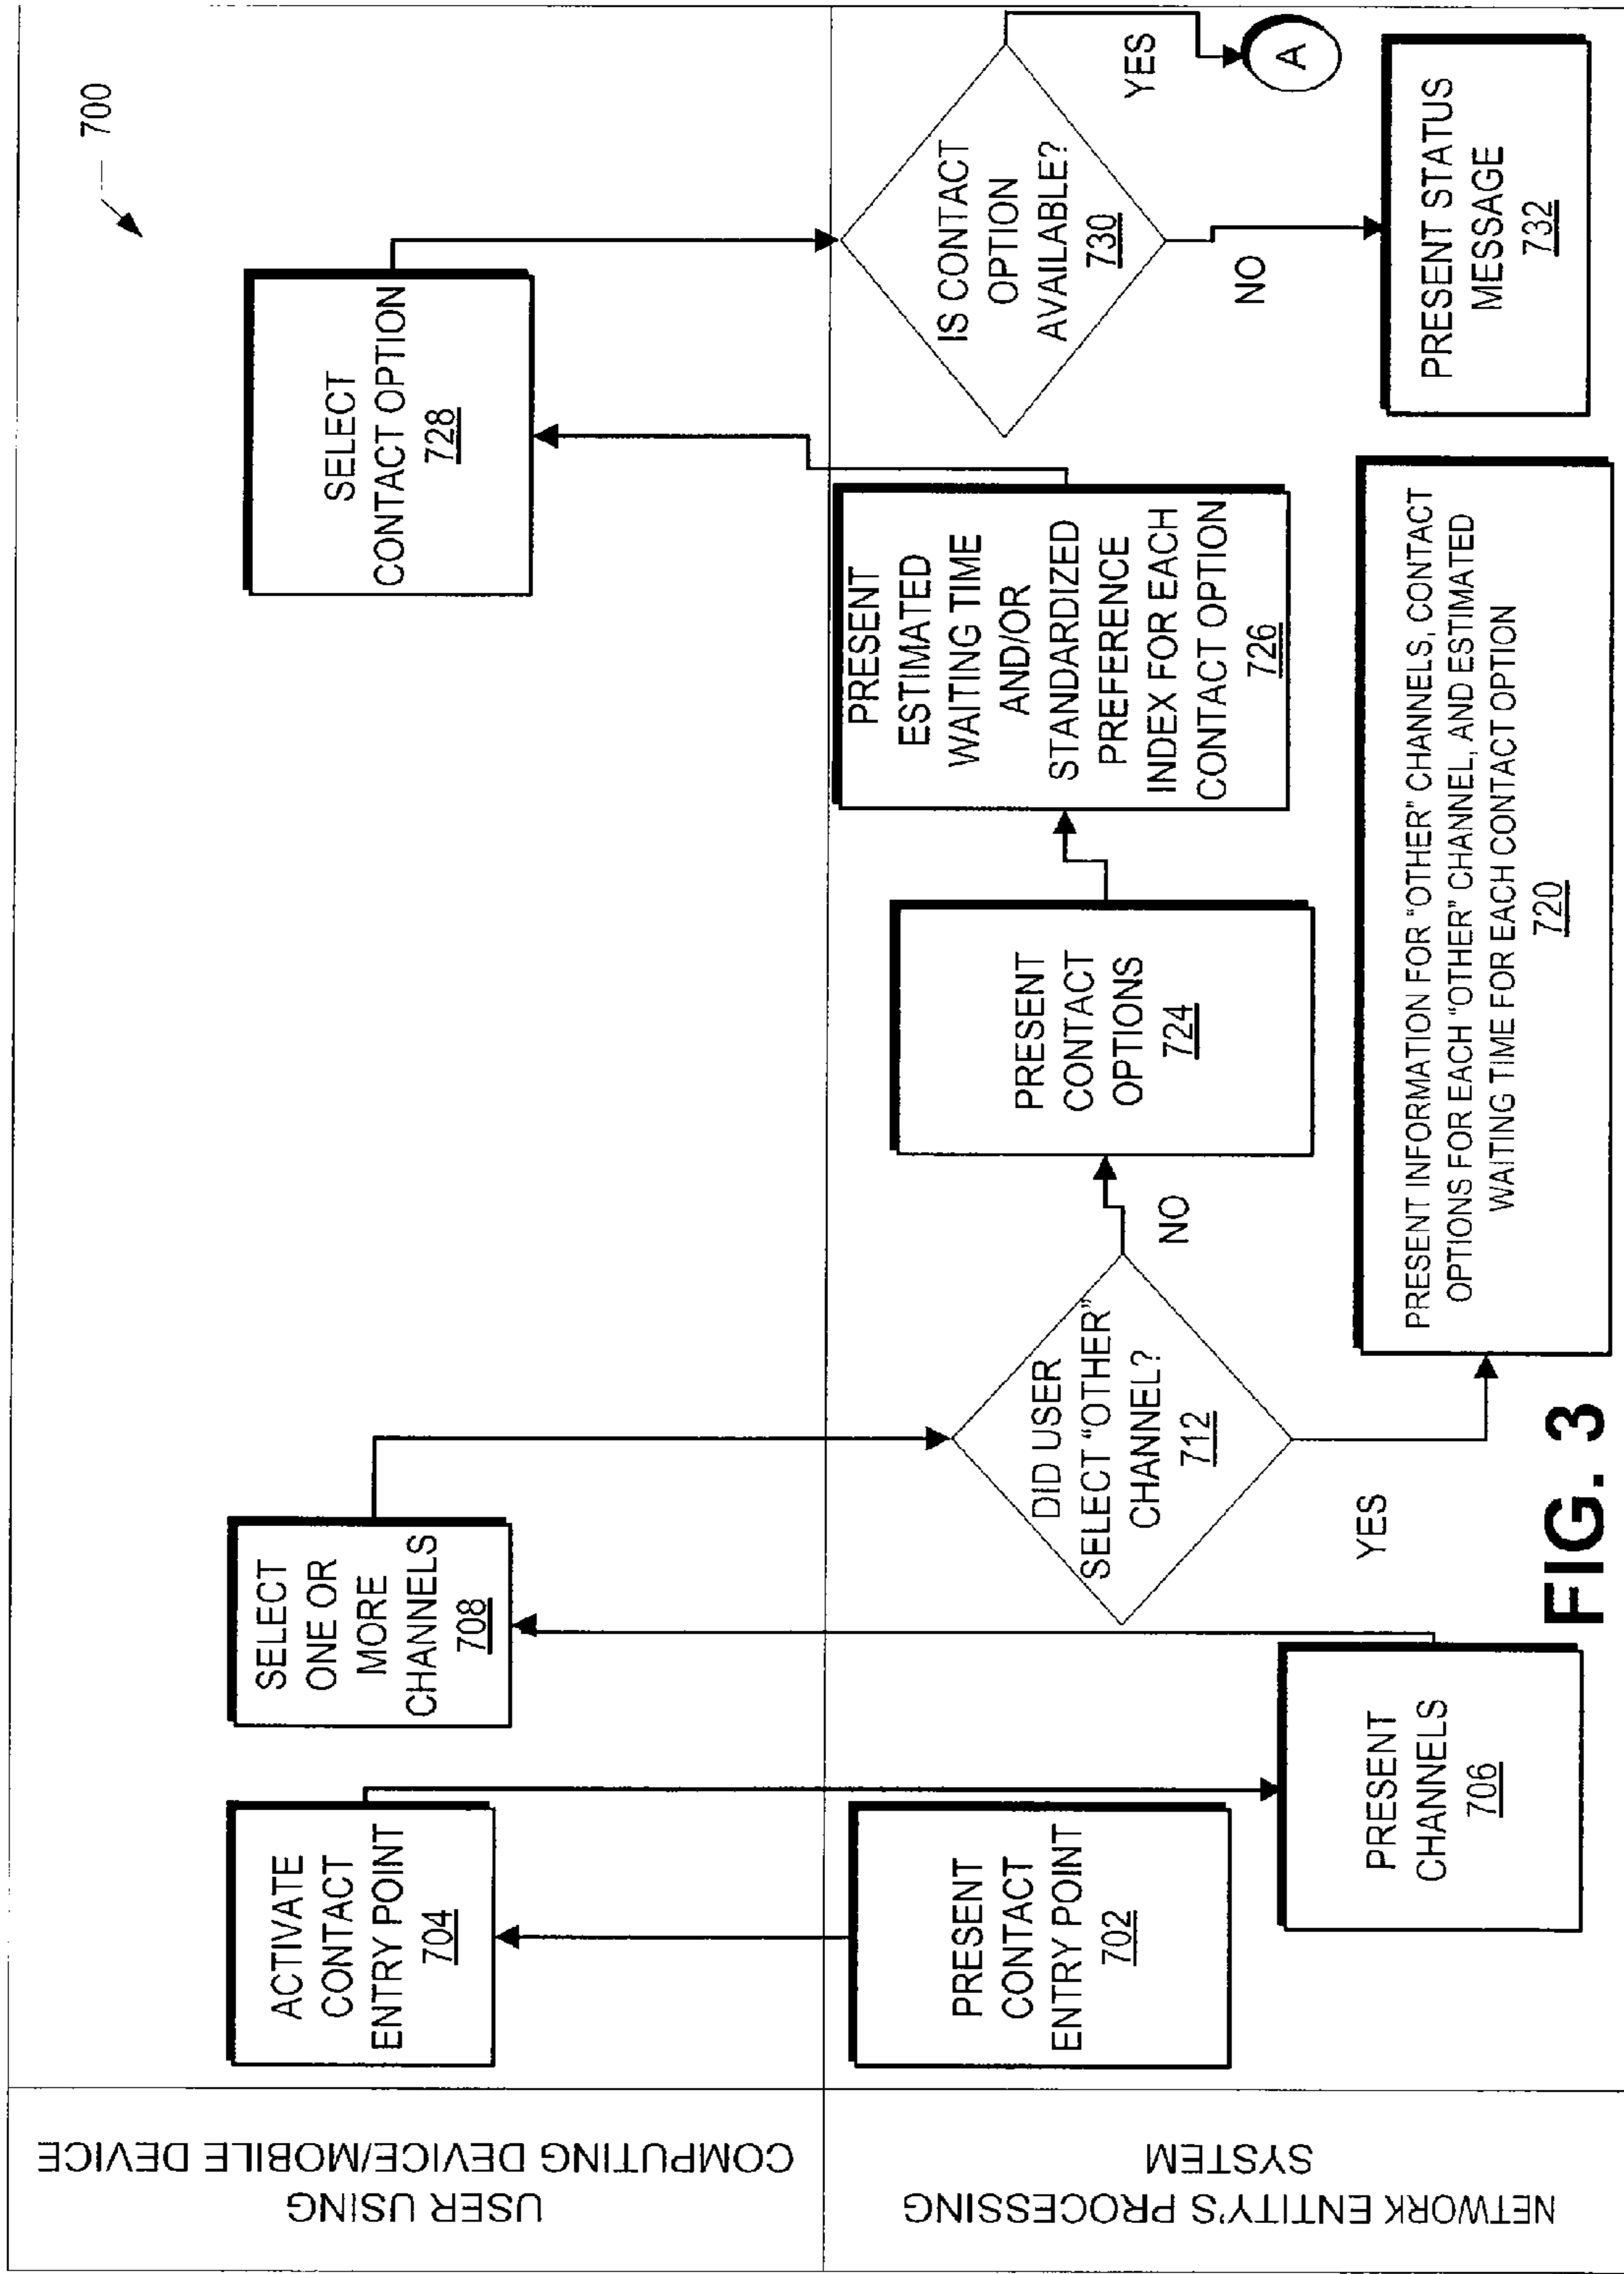 700
USER USING
COMPUTING DEVICE/MOBILE DEVICE
ACTIVATE
CONTACT
ENTRY POINT
704
SELECT
ONE OR
MORE
CHANNELS
708
SELECT
CONTACT OPTION
728
NETWORK ENTITY'S PROCESSING
SYSTEM
PRESENT
CONTACT
ENTRY POINT
702
PRESENT
CHANNELS
706
DID USER
SELECT "OTHER"
CHANNEL?
712
NO
YES
PRESENT
CONTACT
OPTIONS
724
PRESENT
ESTIMATED
WAITING TIME
AND/OR
STANDARDIZED
PREFERENCE
INDEX FOR EACH
CONTACT OPTION
726
PRESENT INFORMATION FOR "OTHER" CHANNELS, CONTACT
OPTIONS FOR EACH "OTHER" CHANNEL, AND ESTIMATED
WAITING TIME FOR EACH CONTACT OPTION
720
IS CONTACT
OPTION
AVAILABLE?
730
YES
A
NO
PRESENT STATUS
MESSAGE
732
FIG. 3